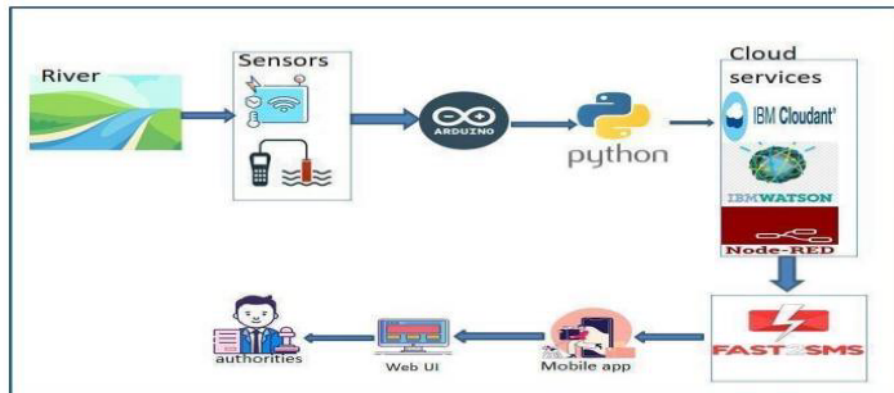 River
Sensors
ARDUINO
python
Cloud
services
IBM Cloudant®
IBMWATSON
Node-RED
FAST2SMS
Mobile app
Web UI
authorities